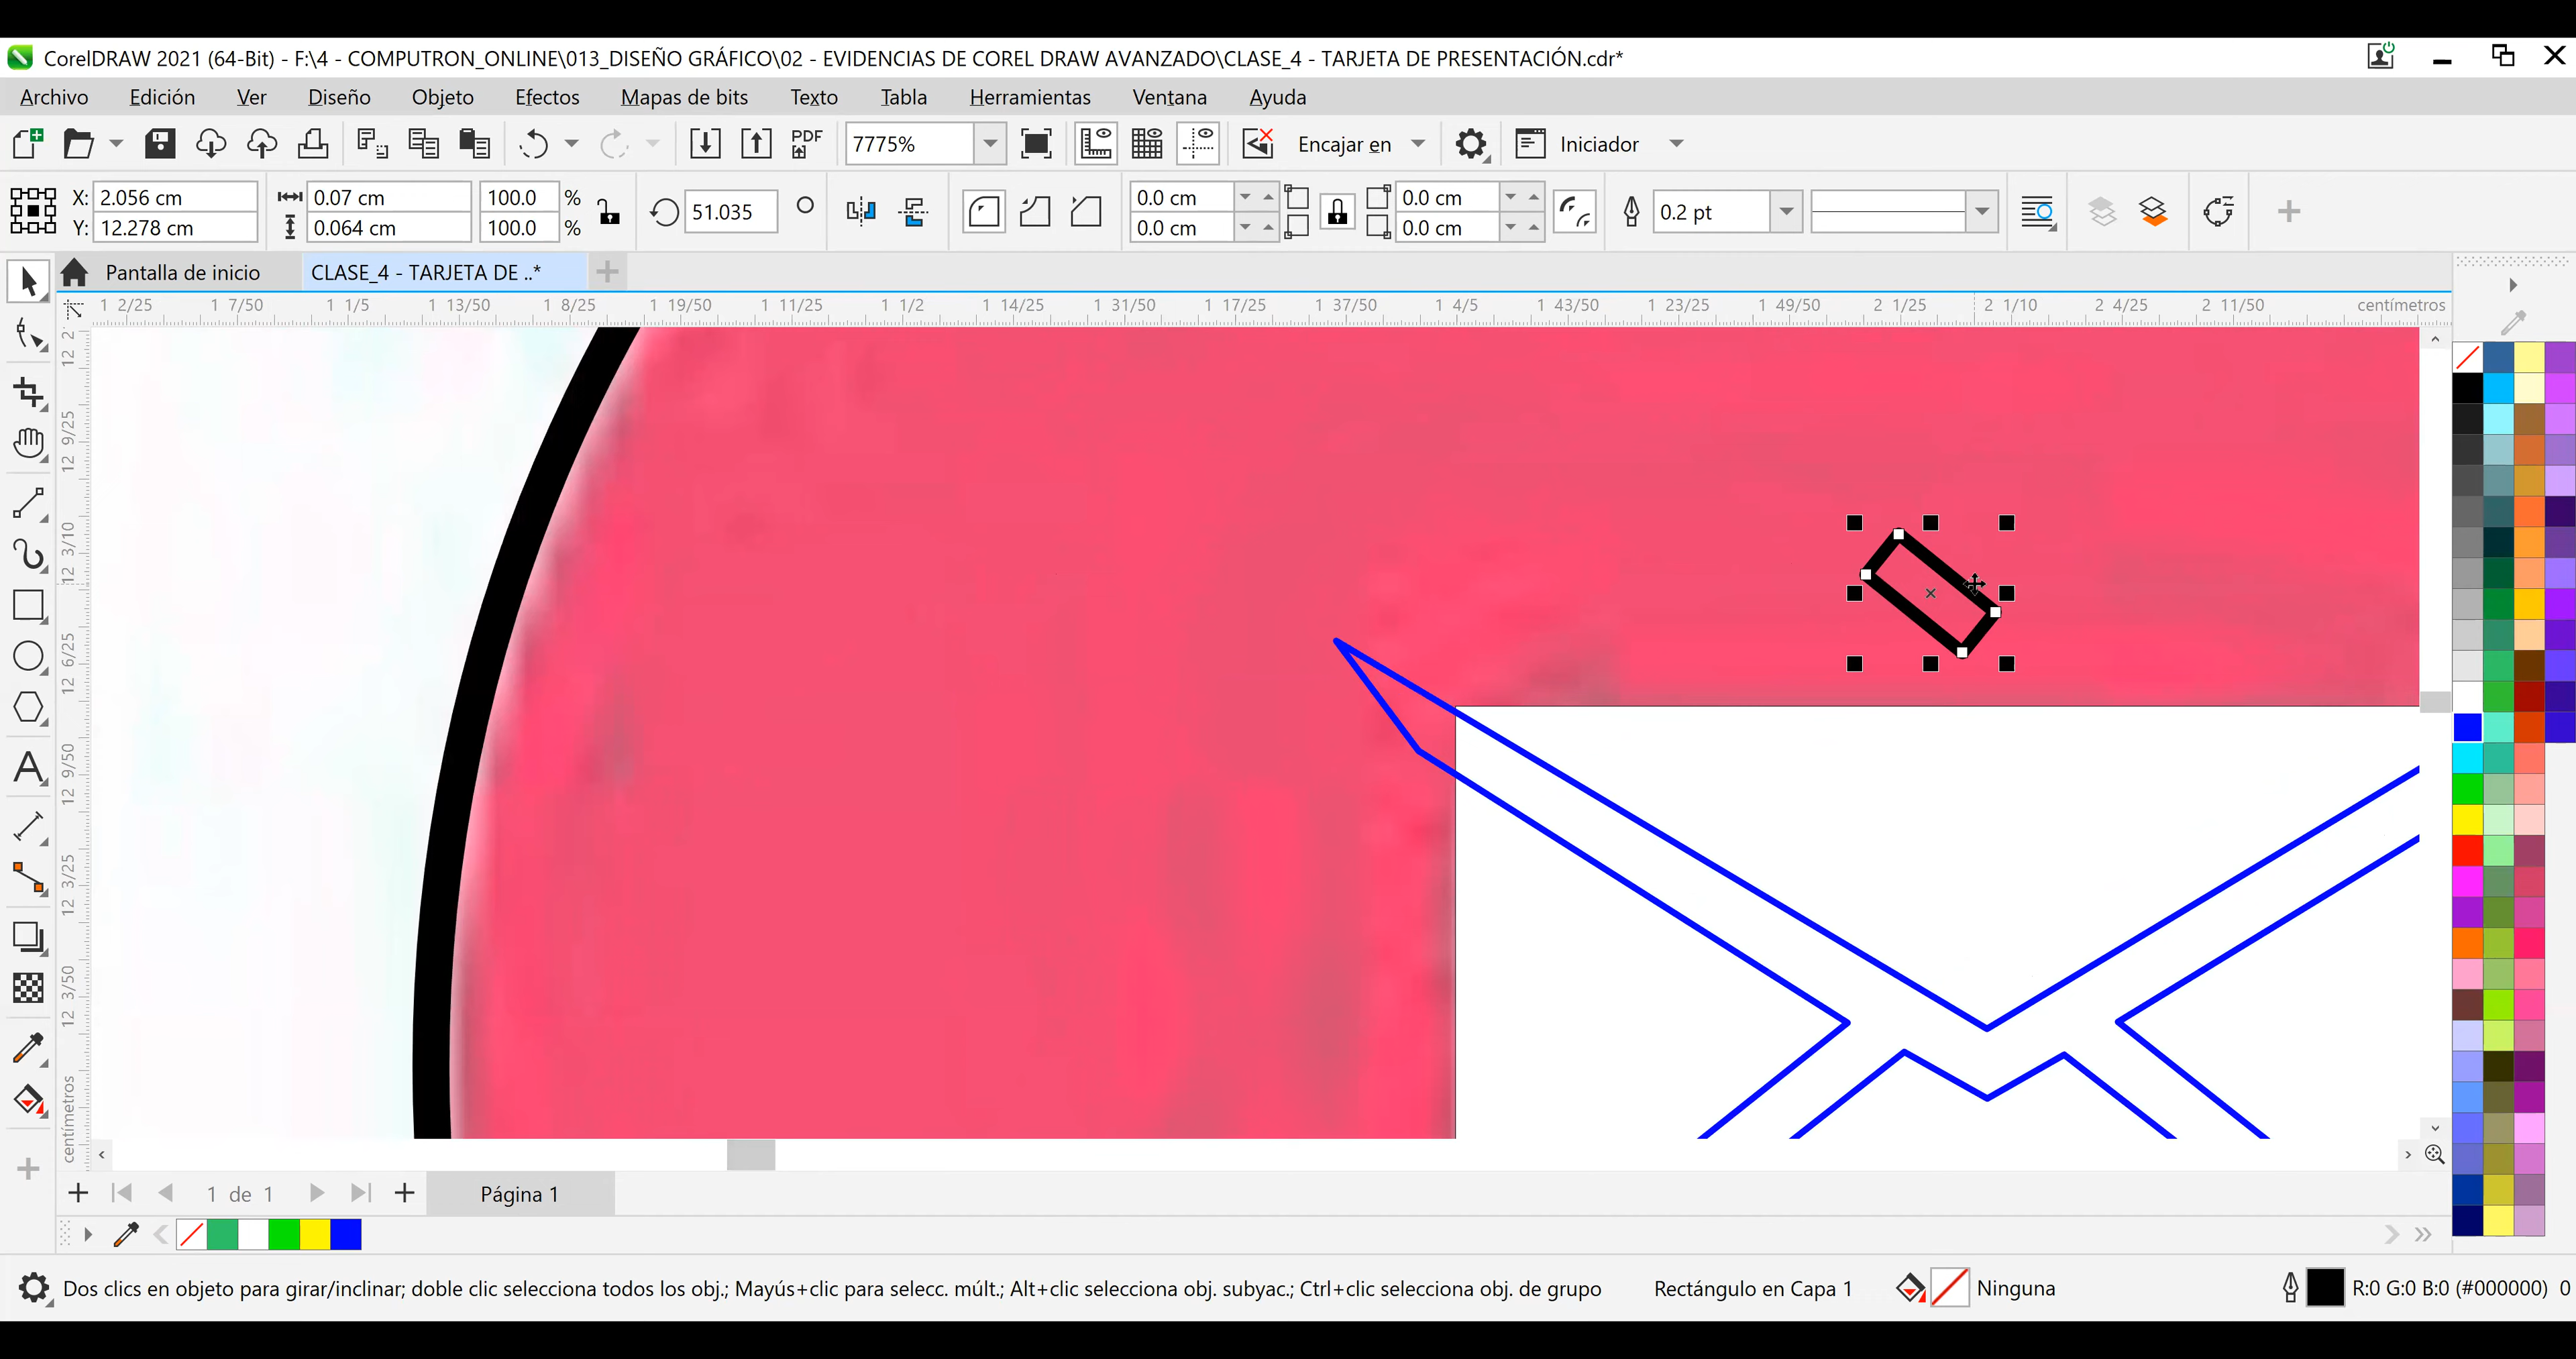 CorelDRAW 2021 (64-Bit) - F:\4 - COMPUTRON_ONLINE\013_DISEÑO GRÁFICO\02 - EVIDENCIAS DE COREL DRAW AVANZADO\CLASE_4 - TARJETA DE PRESENTACIÓN.cdr*
Archivo Edición Ver Diseño Objeto Efectos Mapas de bits Texto Tabla Herramientas Ventana Ayuda
PDF 7775% Encajar en Iniciador
X: 2.056 cm 0.07 cm 100.0 % 0.0 cm 0.0 cm
51.035 0.2 pt
Y: 12.278 cm 0.064 cm 100.0 % 0.0 cm 0.0 cm
Pantalla de inicio CLASE_4 - TARJETA DE ..*
1 2/25 1 7/50 1 1/5 1 13/50 1 8/25 1 19/50 1 11/25 1 1/2 1 14/25 1 31/50 1 17/25 1 37/50 1 4/5 1 43/50 1 23/25 1 49/50 2 1/25 2 1/10 2 4/25 2 11/50 centímetros
12 9/25
12 3/10
12 6/25
12 9/50
12 3/25
12 3/50
centímetros
1 de 1 Página 1
Dos clics en objeto para girar/inclinar; doble clic selecciona todos los obj.; Mayús+clic para selecc. múlt.; Alt+clic selecciona obj. subyac.; Ctrl+clic selecciona obj. de grupo Rectángulo en Capa 1 Ninguna R:0 G:0 B:0 (#000000) 0